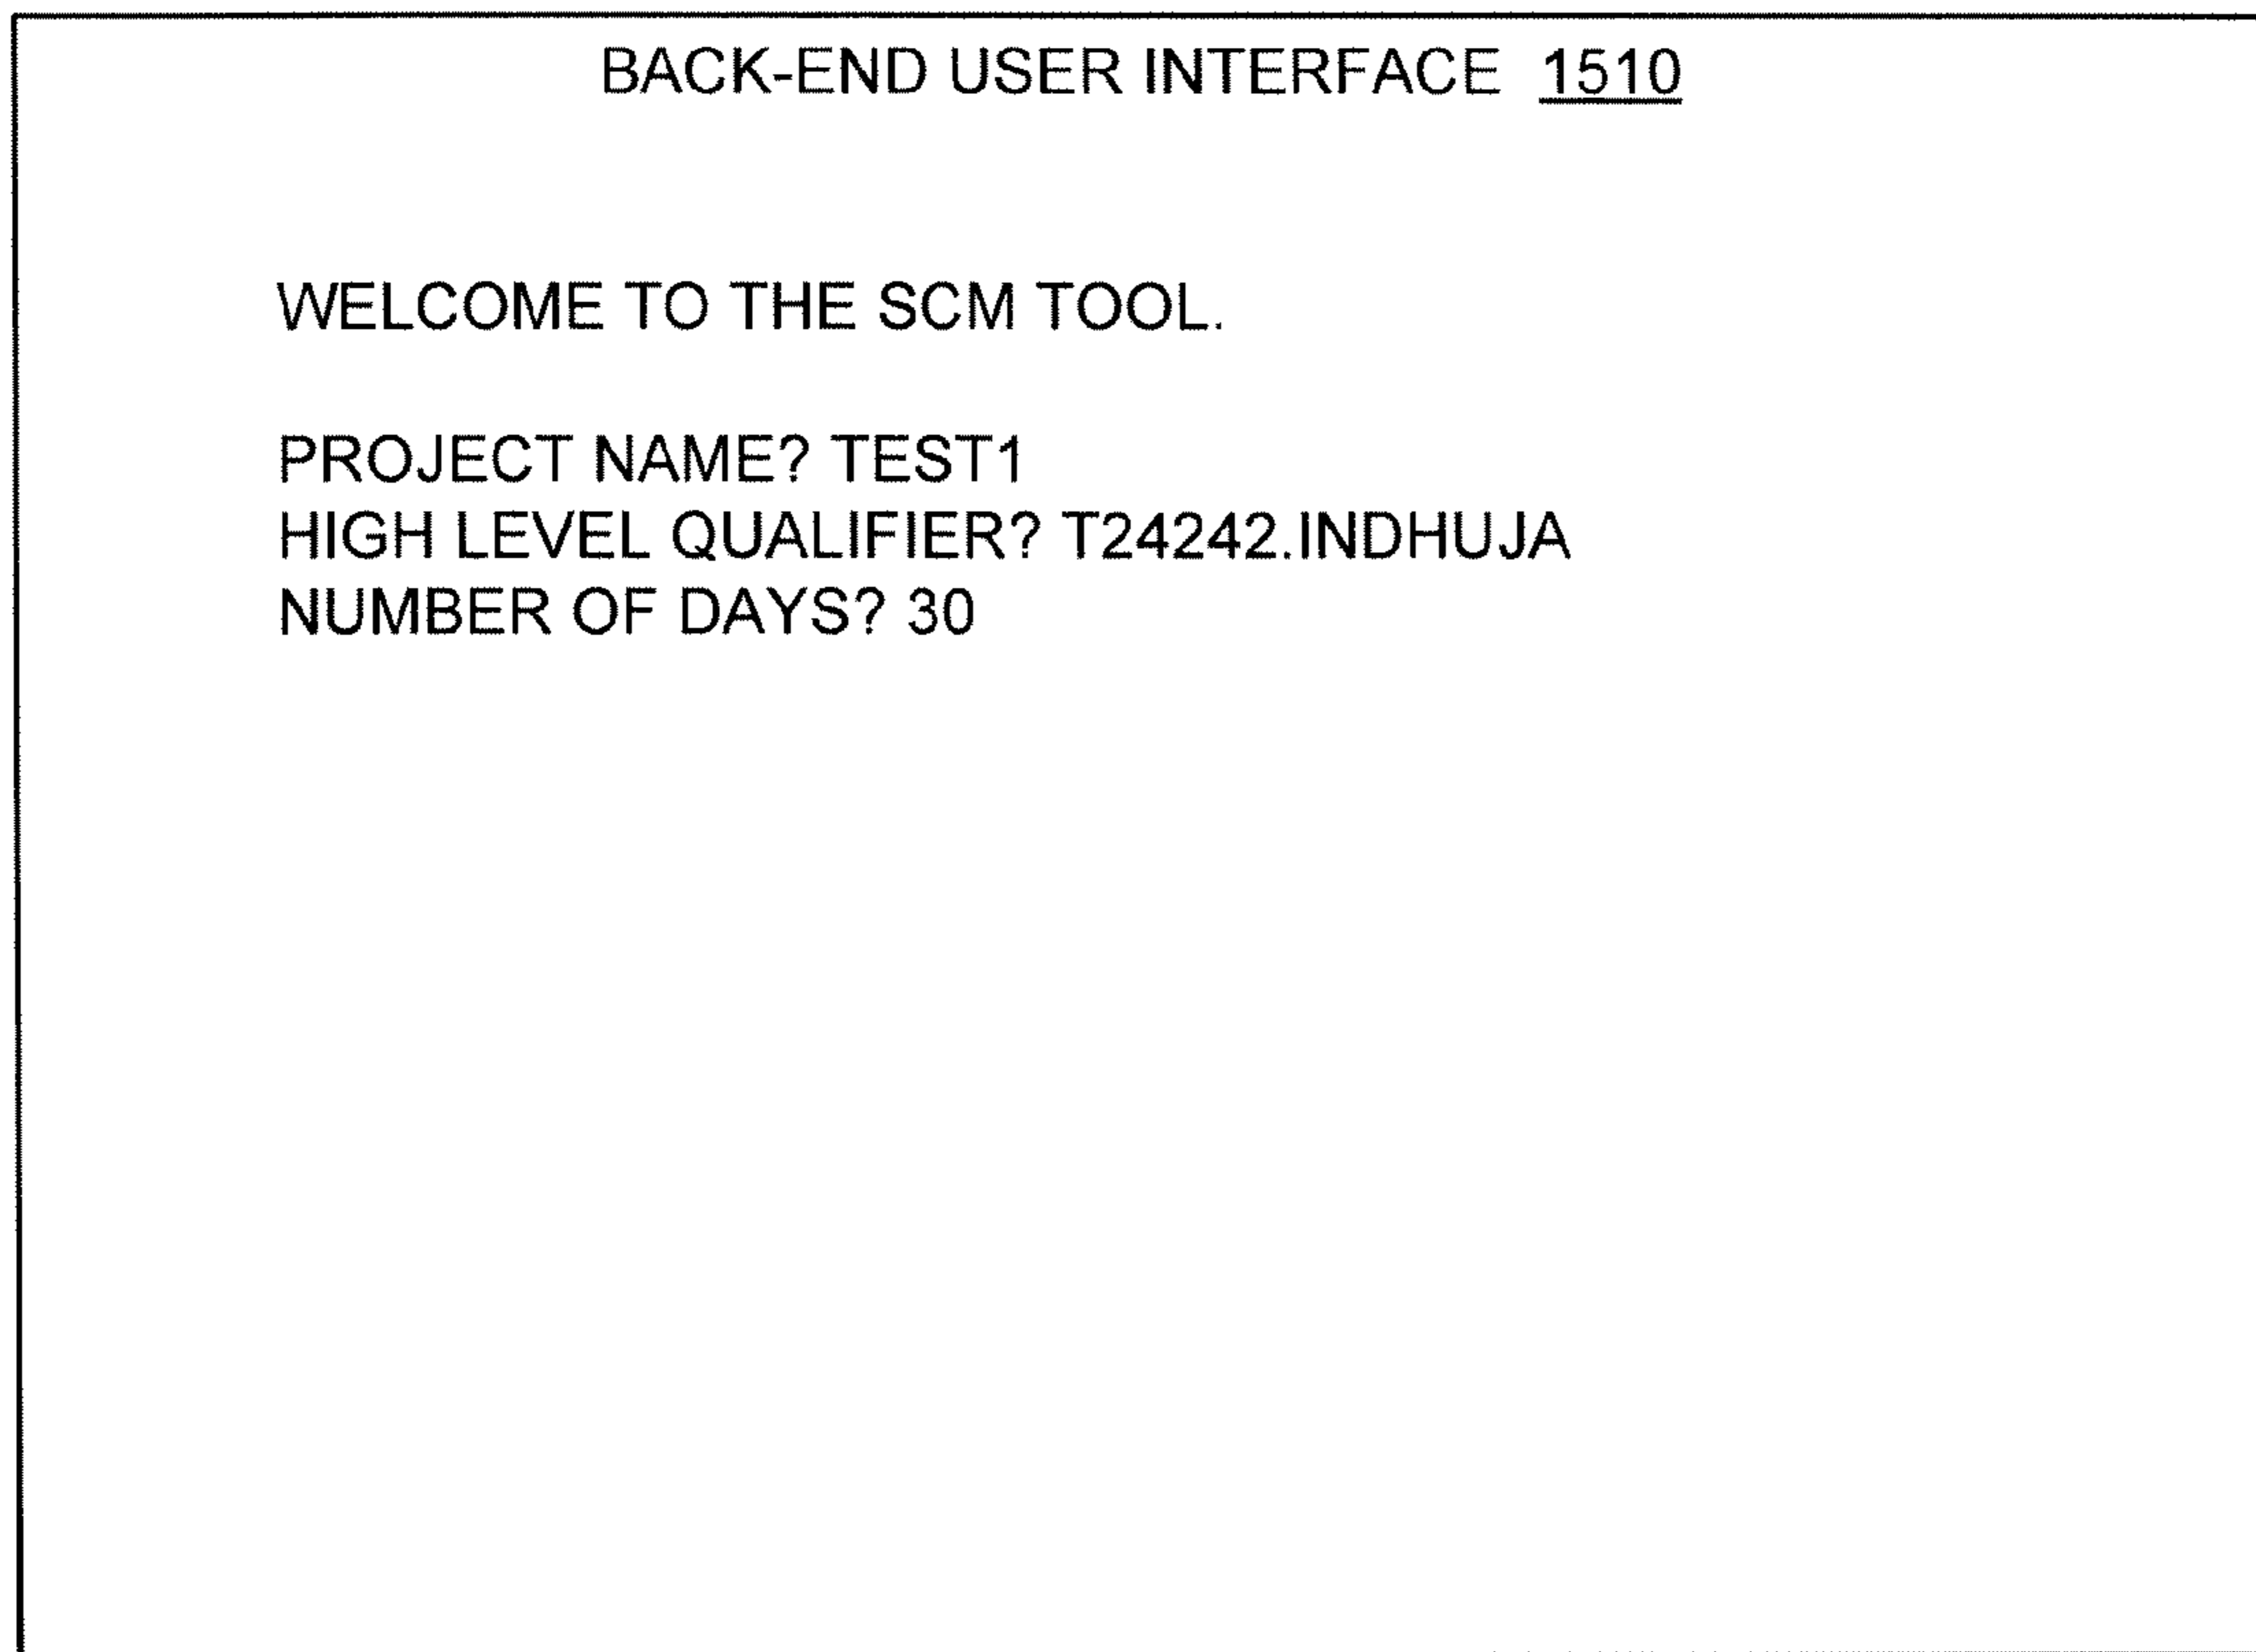 BACK-END USER INTERFACE 1510
WELCOME TO THE SCM TOOL.
PROJECT NAME? TEST1
HIGH LEVEL QUALIFIER? T24242.INDHUJA
NUMBER OF DAYS? 30